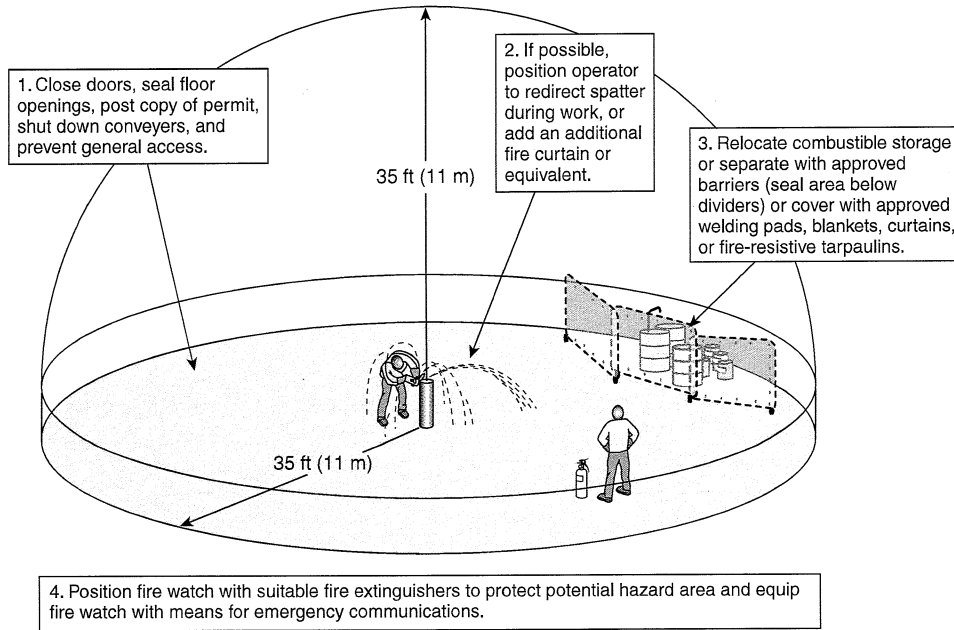 1. Close doors, seal floor
openings, post copy of permit,
shut down conveyers, and
prevent general access.
2. If possible,
position operator
to redirect spatter
during work, or
add an additional
fire curtain or
equivalent.
35 ft (11 m)
3. Relocate combustible storage
or separate with approved
barriers (seal area below
dividers) or cover with approved
welding pads, blankets, curtains,
or fire-resistive tarpaulins.
35 ft (11 m)
4. Position fire watch with suitable fire extinguishers to protect potential hazard area and equip
fire watch with means for emergency communications.